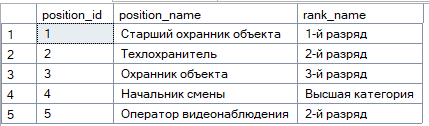 position_id position_name rank_name
1 1 Старший охранник объекта 1-й разряд
2 2 Техлохранитель 2-й разряд
3 3 Охранник объекта 3-й разряд
4 4 Начальник смены Высшая категория
5 5 Оператор видеонаблюдения 2-й разряд